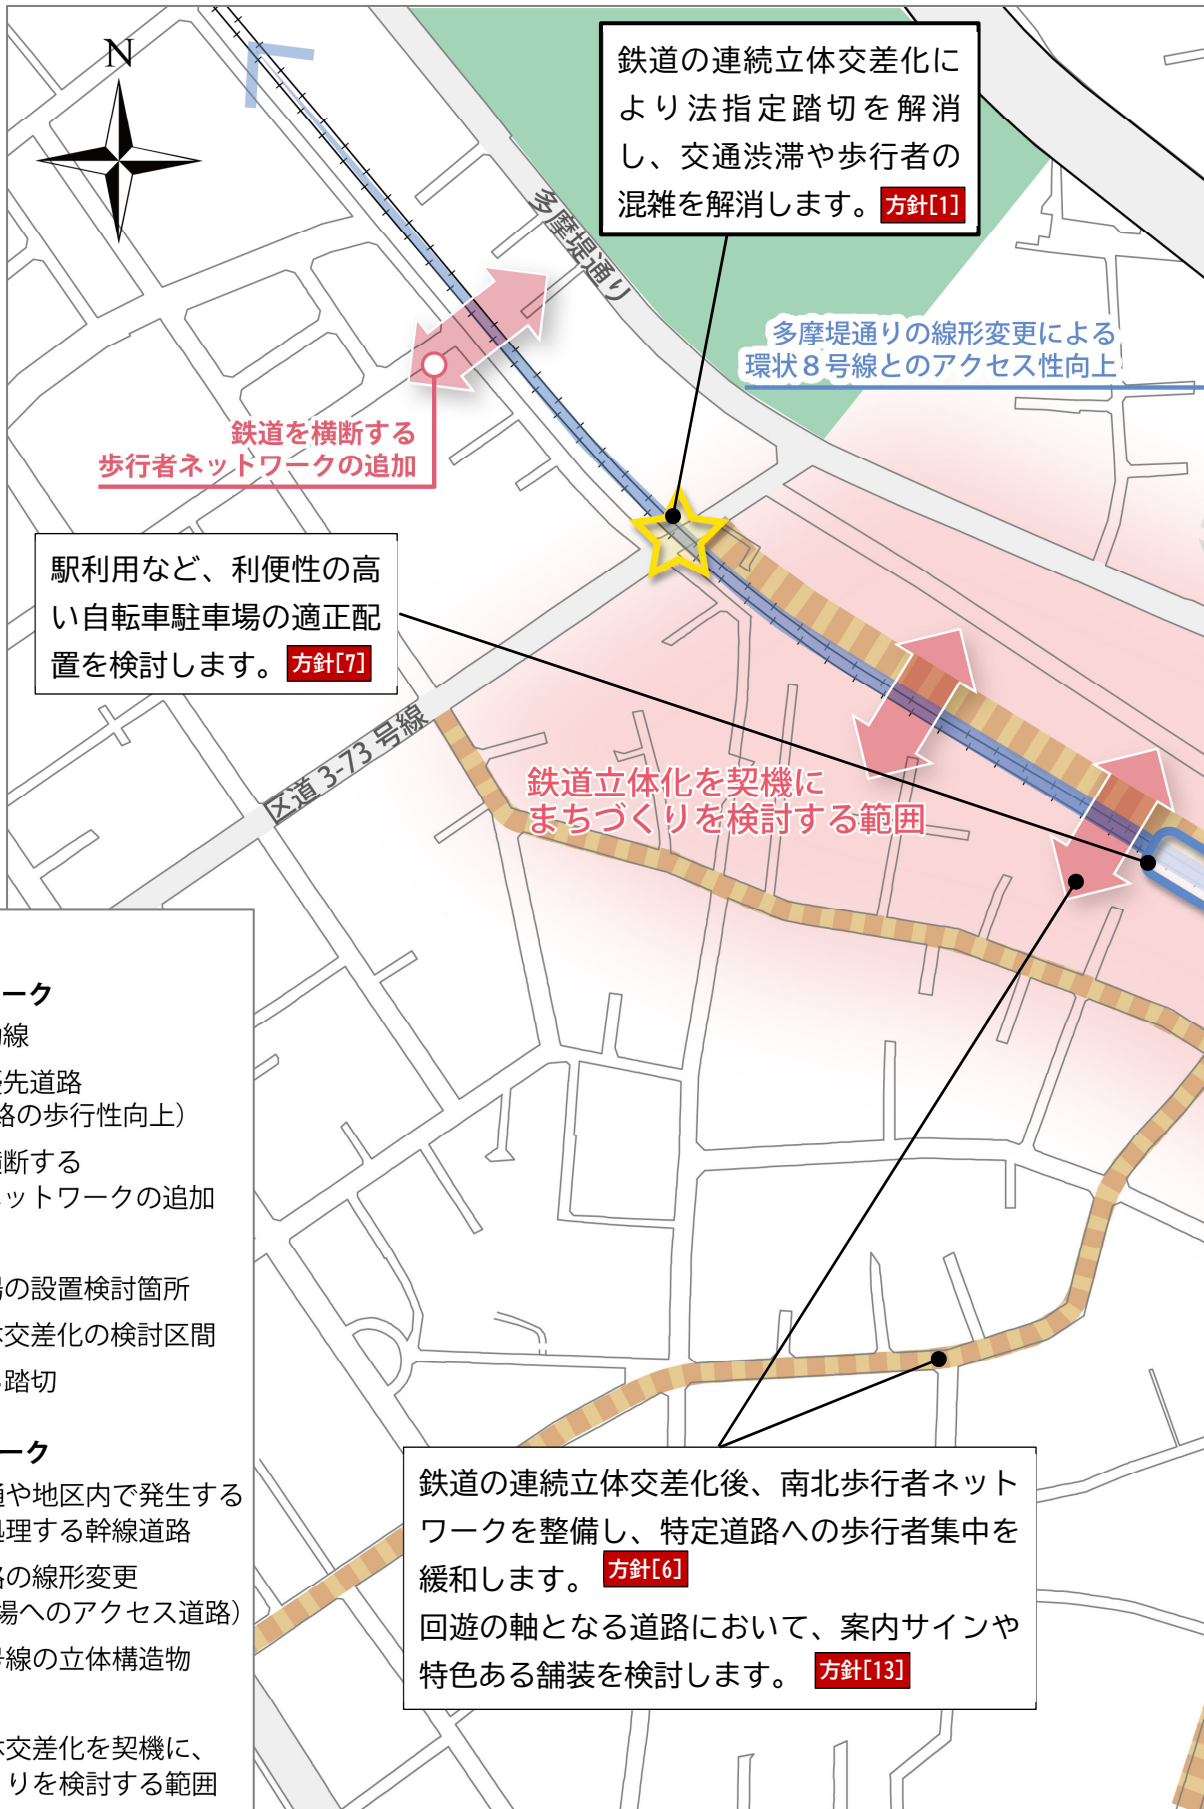 N
鉄道の連続立体交差化に
より法指定踏切を解消
し、交通渋滞や歩行者の
混雑を解消します。方針[1]
多摩堤通り
多摩堤通りの線形変更による
環状8号線とのアクセス性向上
鉄道を横断する
歩行者ネットワークの追加
駅利用など、利便性の高
い自転車駐車場の適正配
置を検討します。方針[7]
区道 3-73 号線
鉄道立体化を契機に
まちづくりを検討する範囲
ーク
線
先道路
の歩行性向上）
断する
ットワークの追加
の設置検討箇所
交差化の検討区間
踏切
ーク
や地区内で発生する
理する幹線道路
の線形変更
場へのアクセス道路）
線の立体構造物
交差化を契機に、
りを検討する範囲
鉄道の連続立体交差化後、南北歩行者ネット
ワークを整備し、特定道路への歩行者集中を
緩和します。方針[6]
回遊の軸となる道路において、案内サインや
特色ある舗装を検討します。方針[13]